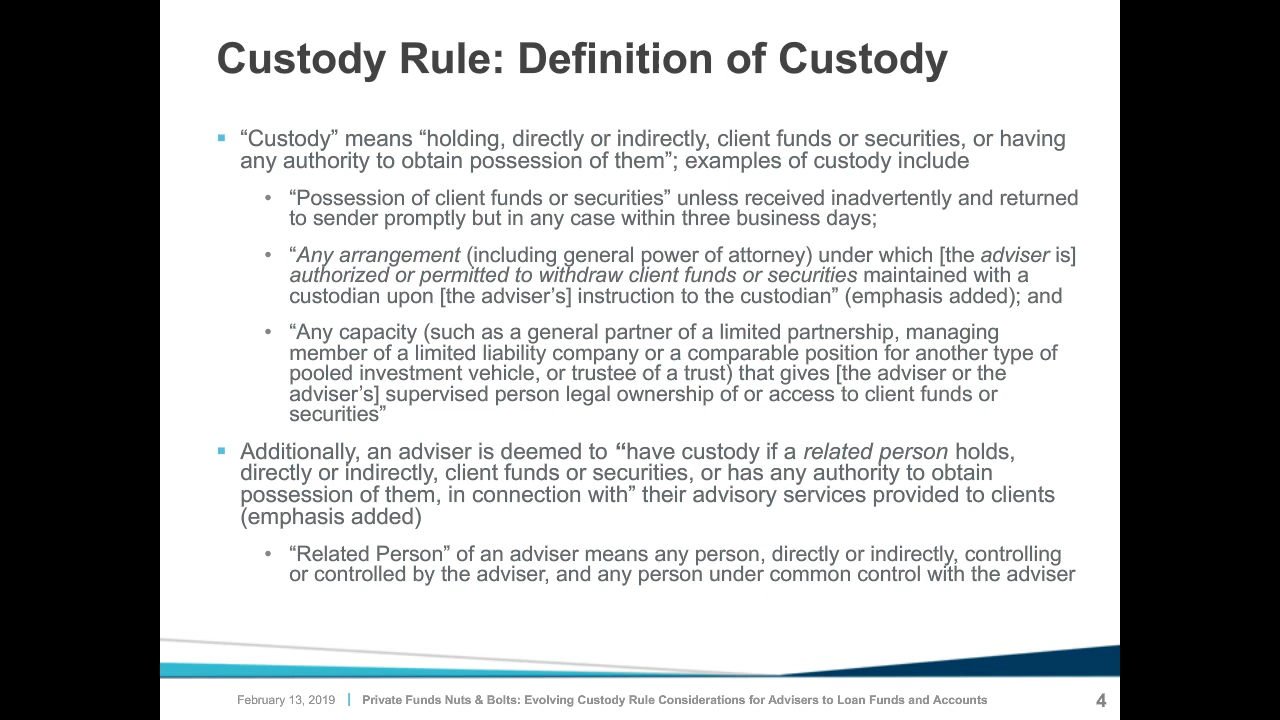 Custody Rule: Definition of Custody
▪ “Custody” means “holding, directly or indirectly, client funds or securities, or having
any authority to obtain possession of them”; examples of custody include
• “Possession of client funds or securities” unless received inadvertently and returned
to sender promptly but in any case within three business days;
• “Any arrangement (including general power of attorney) under which [the adviser is]
authorized or permitted to withdraw client funds or securities maintained with a
custodian upon [the adviser’s] instruction to the custodian” (emphasis added); and
• “Any capacity (such as a general partner of a limited partnership, managing
member of a limited liability company or a comparable position for another type of
pooled investment vehicle, or trustee of a trust) that gives [the adviser or the
adviser’s] supervised person legal ownership of or access to client funds or
securities”
▪ Additionally, an adviser is deemed to “have custody if a related person holds,
directly or indirectly, client funds or securities, or has any authority to obtain
possession of them, in connection with” their advisory services provided to clients
(emphasis added)
• “Related Person” of an adviser means any person, directly or indirectly, controlling
or controlled by the adviser, and any person under common control with the adviser
February 13, 2019 | Private Funds Nuts & Bolts: Evolving Custody Rule Considerations for Advisers to Loan Funds and Accounts 4